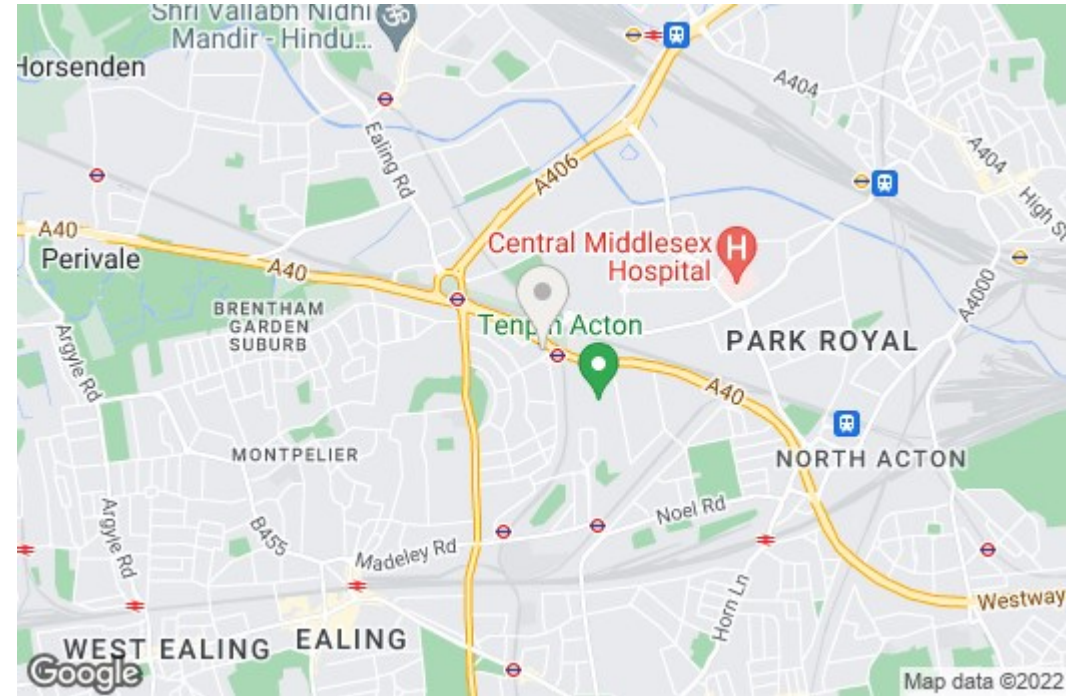 Shri Vallabh Nidhi
Mandir - Hindu...
Horsenden
Ealing Rd
A406
A404
A404
High St
A40
Perivale
A40
Central Middlesex
Hospital
H
BRENTHAM
GARDEN
SUBURB
Tenpin Acton
A4000
PARK ROYAL
Argyle Rd
A40
MONTPELIER
NORTH ACTON
Argyle Rd
B455
Noel Rd
Madeley Rd
Horn Ln
Westway
WEST EALING
EALING
Google
Map data ©2022